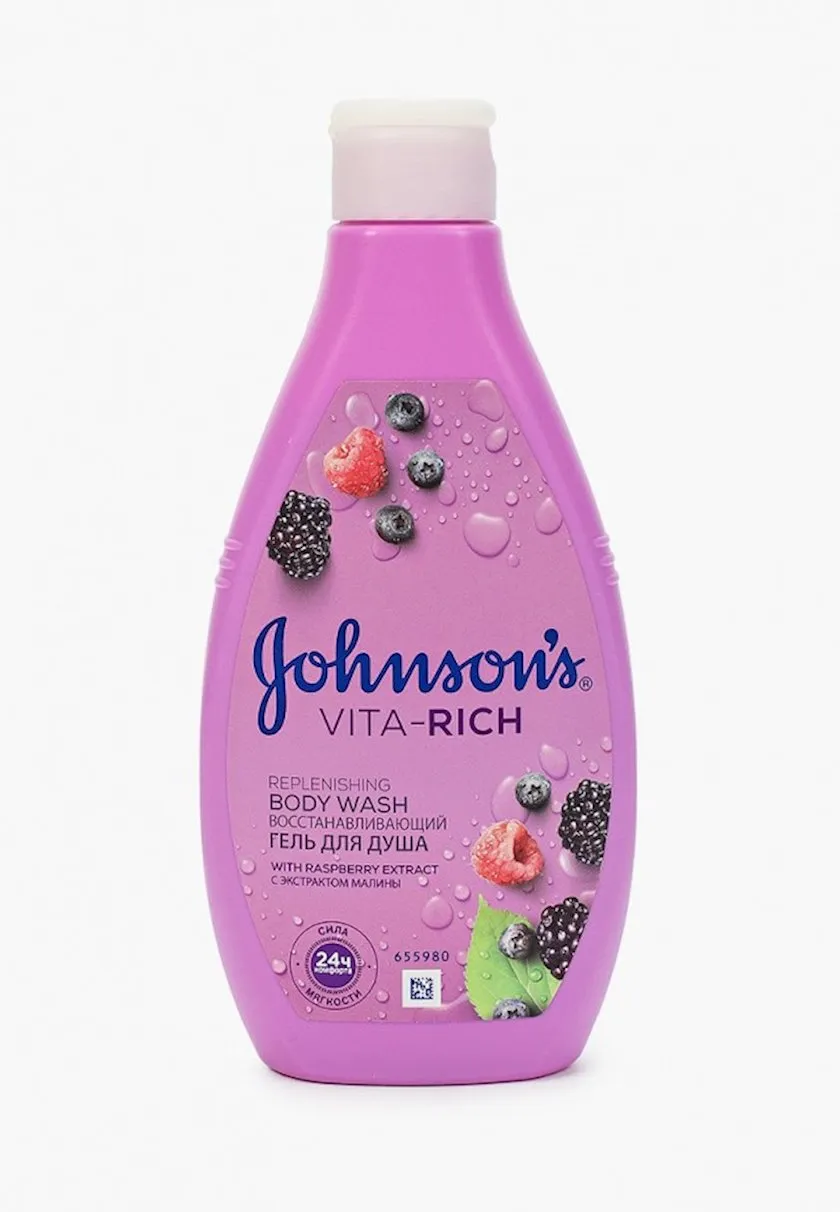 Johnson's®
VITA-RICH
REPLENISHING
BODY WASH
ВОССТАНАВЛИВАЮЩИЙ
ГЕЛЬ ДЛЯ ДУША
WITH RASPBERRY EXTRACT
С ЭКСТРАКТОМ МАЛИНЫ
СИЛА
24ч
комфорта
МЯГКОСТИ
655980